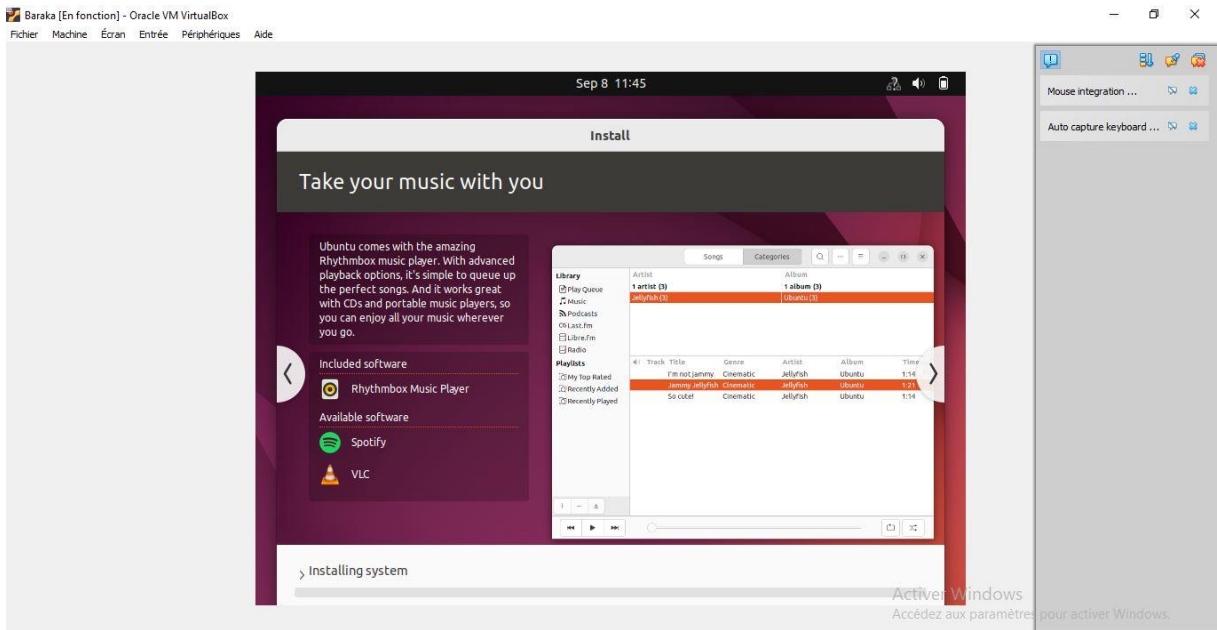 Baraka [En fonction] - Oracle VM VirtualBox
Fichier Machine Écran Entrée Périphériques Aide
Sep 8 11:45
Mouse integration ...
Auto capture keyboard ...
Install
Take your music with you
Ubuntu comes with the amazing
Rhythmbox music player. With advanced
playback options, it's simple to queue up
the perfect songs. And it works great
with CDs and portable music players, so
you can enjoy all your music wherever
you go.
Included software
Rhythmbox Music Player
Available software
Spotify
VLC
Songs Categories
Library
Play Queue
Music
Podcasts
Last.fm
Libre.fm
Radio
Playlists
My Top Rated
Recently Added
Recently Played
Artist Album
1 artist (3) 1 album (3)
Jellyfish (3) Ubuntu (3)
Track Title Genre Artist Album Time
I'm not jammy Cinematic Jellyfish Ubuntu 1:14
Jammy Jellyfish Cinematic Jellyfish Ubuntu 1:21
So cute! Cinematic Jellyfish Ubuntu 1:14
Installing system
Activer Windows
Accédez aux paramètres pour activer Windows.